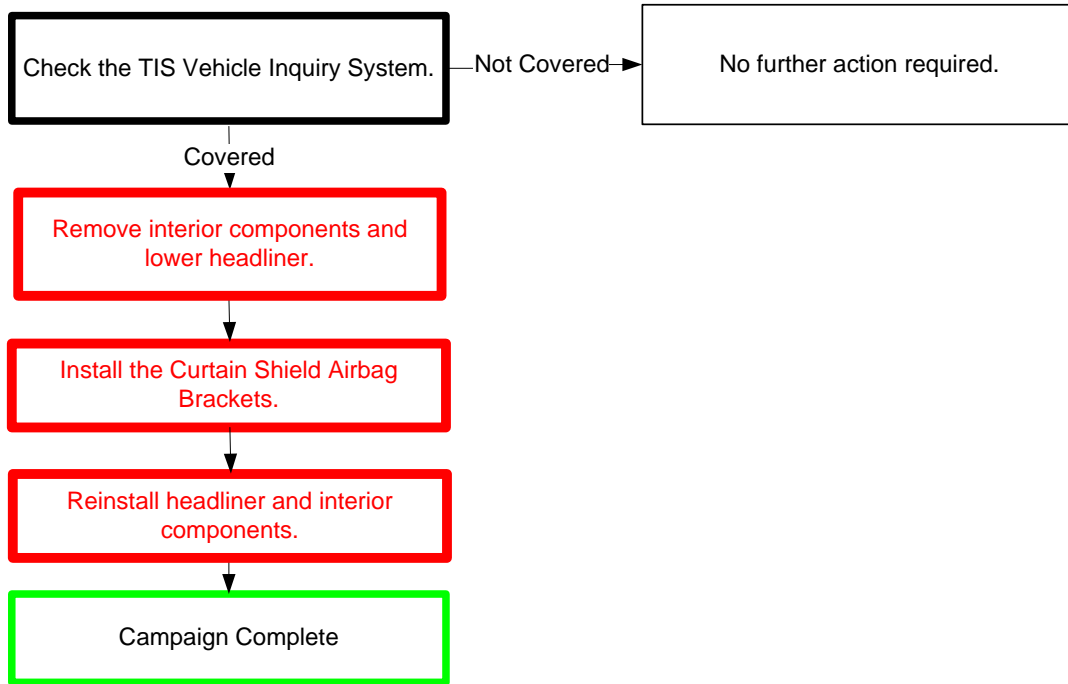 Check the TIS Vehicle Inquiry System.
Not Covered
No further action required.
Covered
Remove interior components and
lower headliner.
Install the Curtain Shield Airbag
Brackets.
Reinstall headliner and interior
components.
Campaign Complete